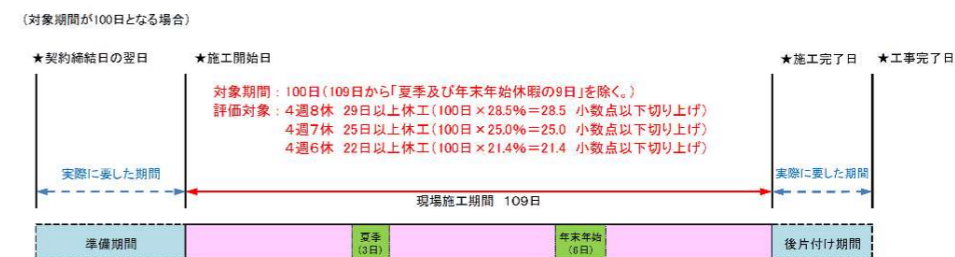 (対象期間が100日となる場合)
★契約締結日の翌日 ★施工開始日 ★施工完了日 ★工事完了日
対象期間：100日(109日から「夏季及び年末年始休暇の9日」を除く。)
評価対象：4週8休 29日以上休工(100日×28.5%=28.5 小数点以下切り上げ)
4週7休 25日以上休工(100日×25.0%=25.0 小数点以下切り上げ)
4週6休 22日以上休工(100日×21.4%=21.4 小数点以下切り上げ)
実際に要した期間 実際に要した期間
現場施工期間 109日
準備期間 夏季 年末年始 後片付け期間
(3日) (6日)